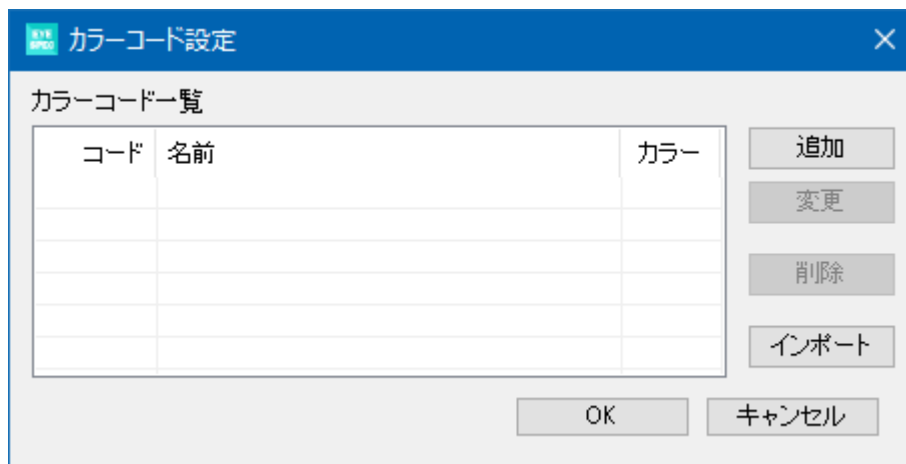 カラーコード設定
カラーコード一覧
コード 名前 カラー
追加
変更
削除
インポート
OK キャンセル